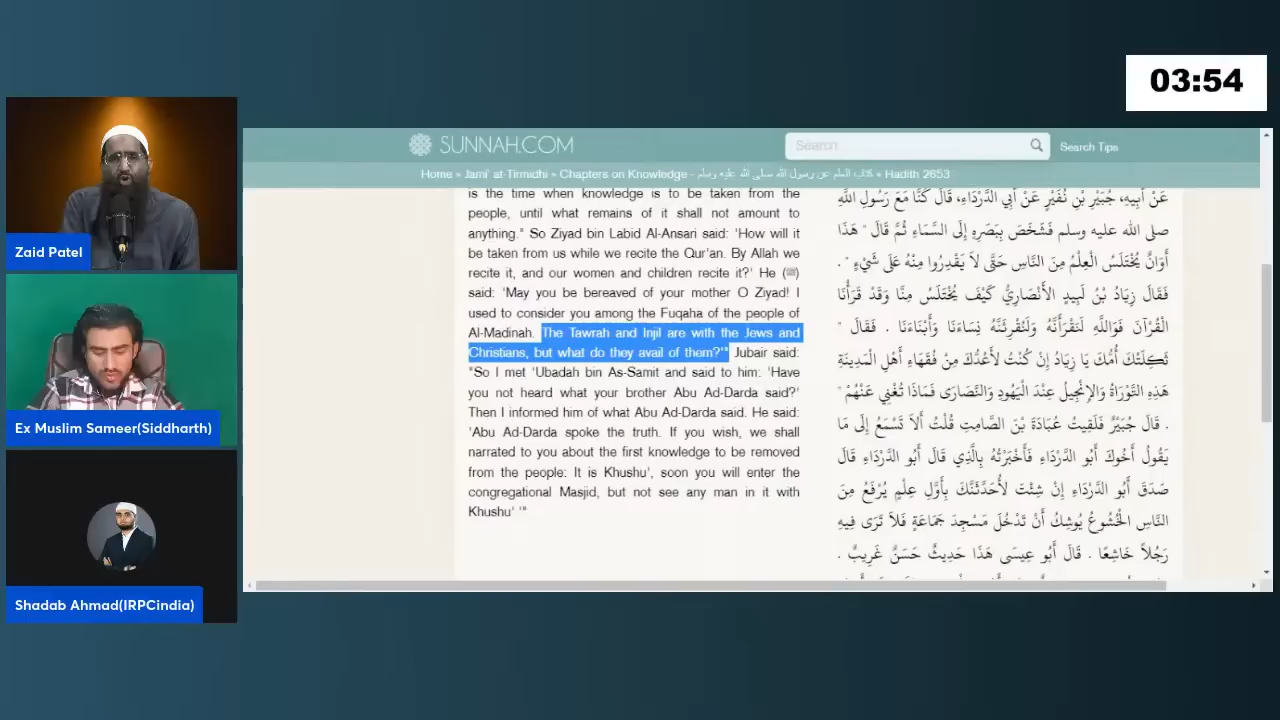 03:54
Zaid Patel
Ex Muslim Sameer(Siddharth)
Shadab Ahmad(IRPCindia)
SUNNAH.COM
Search
Search Tips
Home » Jami` at-Tirmidhi » Chapters on Knowledge - كتاب العلم عن رسول الله صلى الله عليه وسلم » Hadith 2653
is the time when knowledge is to be taken from the
people, until what remains of it shall not amount to
anything." So Ziyad bin Labid Al-Ansari said: 'How will it
be taken from us while we recite the Qur'an. By Allah we
recite it, and our women and children recite it?' He (ﷺ)
said: 'May you be bereaved of your mother O Ziyad! I
used to consider you among the Fuqaha of the people of
Al-Madinah. The Tawrah and Injil are with the Jews and
Christians, but what do they avail of them?'" Jubair said:
"So I met 'Ubadah bin As-Samit and said to him: 'Have
you not heard what your brother Abu Ad-Darda said?'
Then I informed him of what Abu Ad-Darda said. He said:
'Abu Ad-Darda spoke the truth. If you wish, we shall
narrated to you about the first knowledge to be removed
from the people: It is Khushu', soon you will enter the
congregational Masjid, but not see any man in it with
Khushu' '"
عَنْ أَبِيهِ، جُبَيْرِ بْنِ نُفَيْرٍ عَنْ أَبِي الدَّرْدَاءِ، قَالَ كُنَّا مَعَ رَسُولِ اللَّهِ
صلى الله عليه وسلم فَشَخَصَ بِبَصَرِهِ إِلَى السَّمَاءِ ثُمَّ قَالَ " هَذَا
أَوَانٌ يُخْتَلَسُ الْعِلْمُ مِنَ النَّاسِ حَتَّى لاَ يَقْدِرُوا مِنْهُ عَلَى شَيْءٍ " .
فَقَالَ زِيَادُ بْنُ لَبِيدٍ الأَنْصَارِيُّ كَيْفَ يُخْتَلَسُ مِنَّا وَقَدْ قَرَأْنَا
الْقُرْآنَ فَوَاللَّهِ لَنَقْرَأَنَّهُ وَلَنُقْرِئَنَّهُ نِسَاءَنَا وَأَبْنَاءَنَا . فَقَالَ "
ثَكِلَتْكَ أُمُّكَ يَا زِيَادُ إِنْ كُنْتُ لأَعُدُّكَ مِنْ فُقَهَاءِ أَهْلِ الْمَدِينَةِ
هَذِهِ التَّوْرَاةُ وَالإِنْجِيلُ عِنْدَ الْيَهُودِ وَالنَّصَارَى فَمَاذَا تُغْنِي عَنْهُمْ "
. قَالَ جُبَيْرٌ فَلَقِيتُ عُبَادَةَ بْنَ الصَّامِتِ قُلْتُ أَلاَ تَسْمَعُ إِلَى مَا
يَقُولُ أَخُوكَ أَبُو الدَّرْدَاءِ فَأَخْبَرْتُهُ بِالَّذِي قَالَ أَبُو الدَّرْدَاءِ قَالَ
صَدَقَ أَبُو الدَّرْدَاءِ إِنْ شِئْتَ لأُحَدِّثَنَّكَ بِأَوَّلِ عِلْمٍ يُرْفَعُ مِنَ
النَّاسِ الْخُشُوعُ يُوشِكُ أَنْ تَدْخُلَ مَسْجِدَ جَمَاعَةٍ فَلاَ تَرَى فِيهِ
رَجُلاً خَاشِعًا . قَالَ أَبُو عِيسَى هَذَا حَدِيثٌ حَسَنٌ غَرِيبٌ .